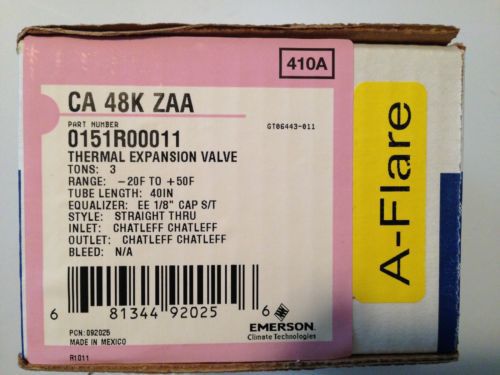 410A
CA 48K ZAA
PART NUMBER
GT06443-011
0151R00011
THERMAL EXPANSION VALVE
TONS: 3
RANGE: -20F TO +50F
TUBE LENGTH: 40IN
EQUALIZER: EE 1/8" CAP S/T
STYLE: STRAIGHT THRU
INLET: CHATLEFF CHATLEFF
OUTLET: CHATLEFF CHATLEFF
BLEED: N/A
6 81344 92025 6
EMERSON
Climate Technologies
PCN: 092025
MADE IN MEXICO
R1011
A-Flare